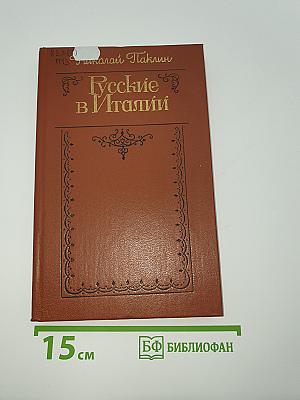 Николай Паклин
Русские
в Италии
15 см
БФ БИБЛИОФАН